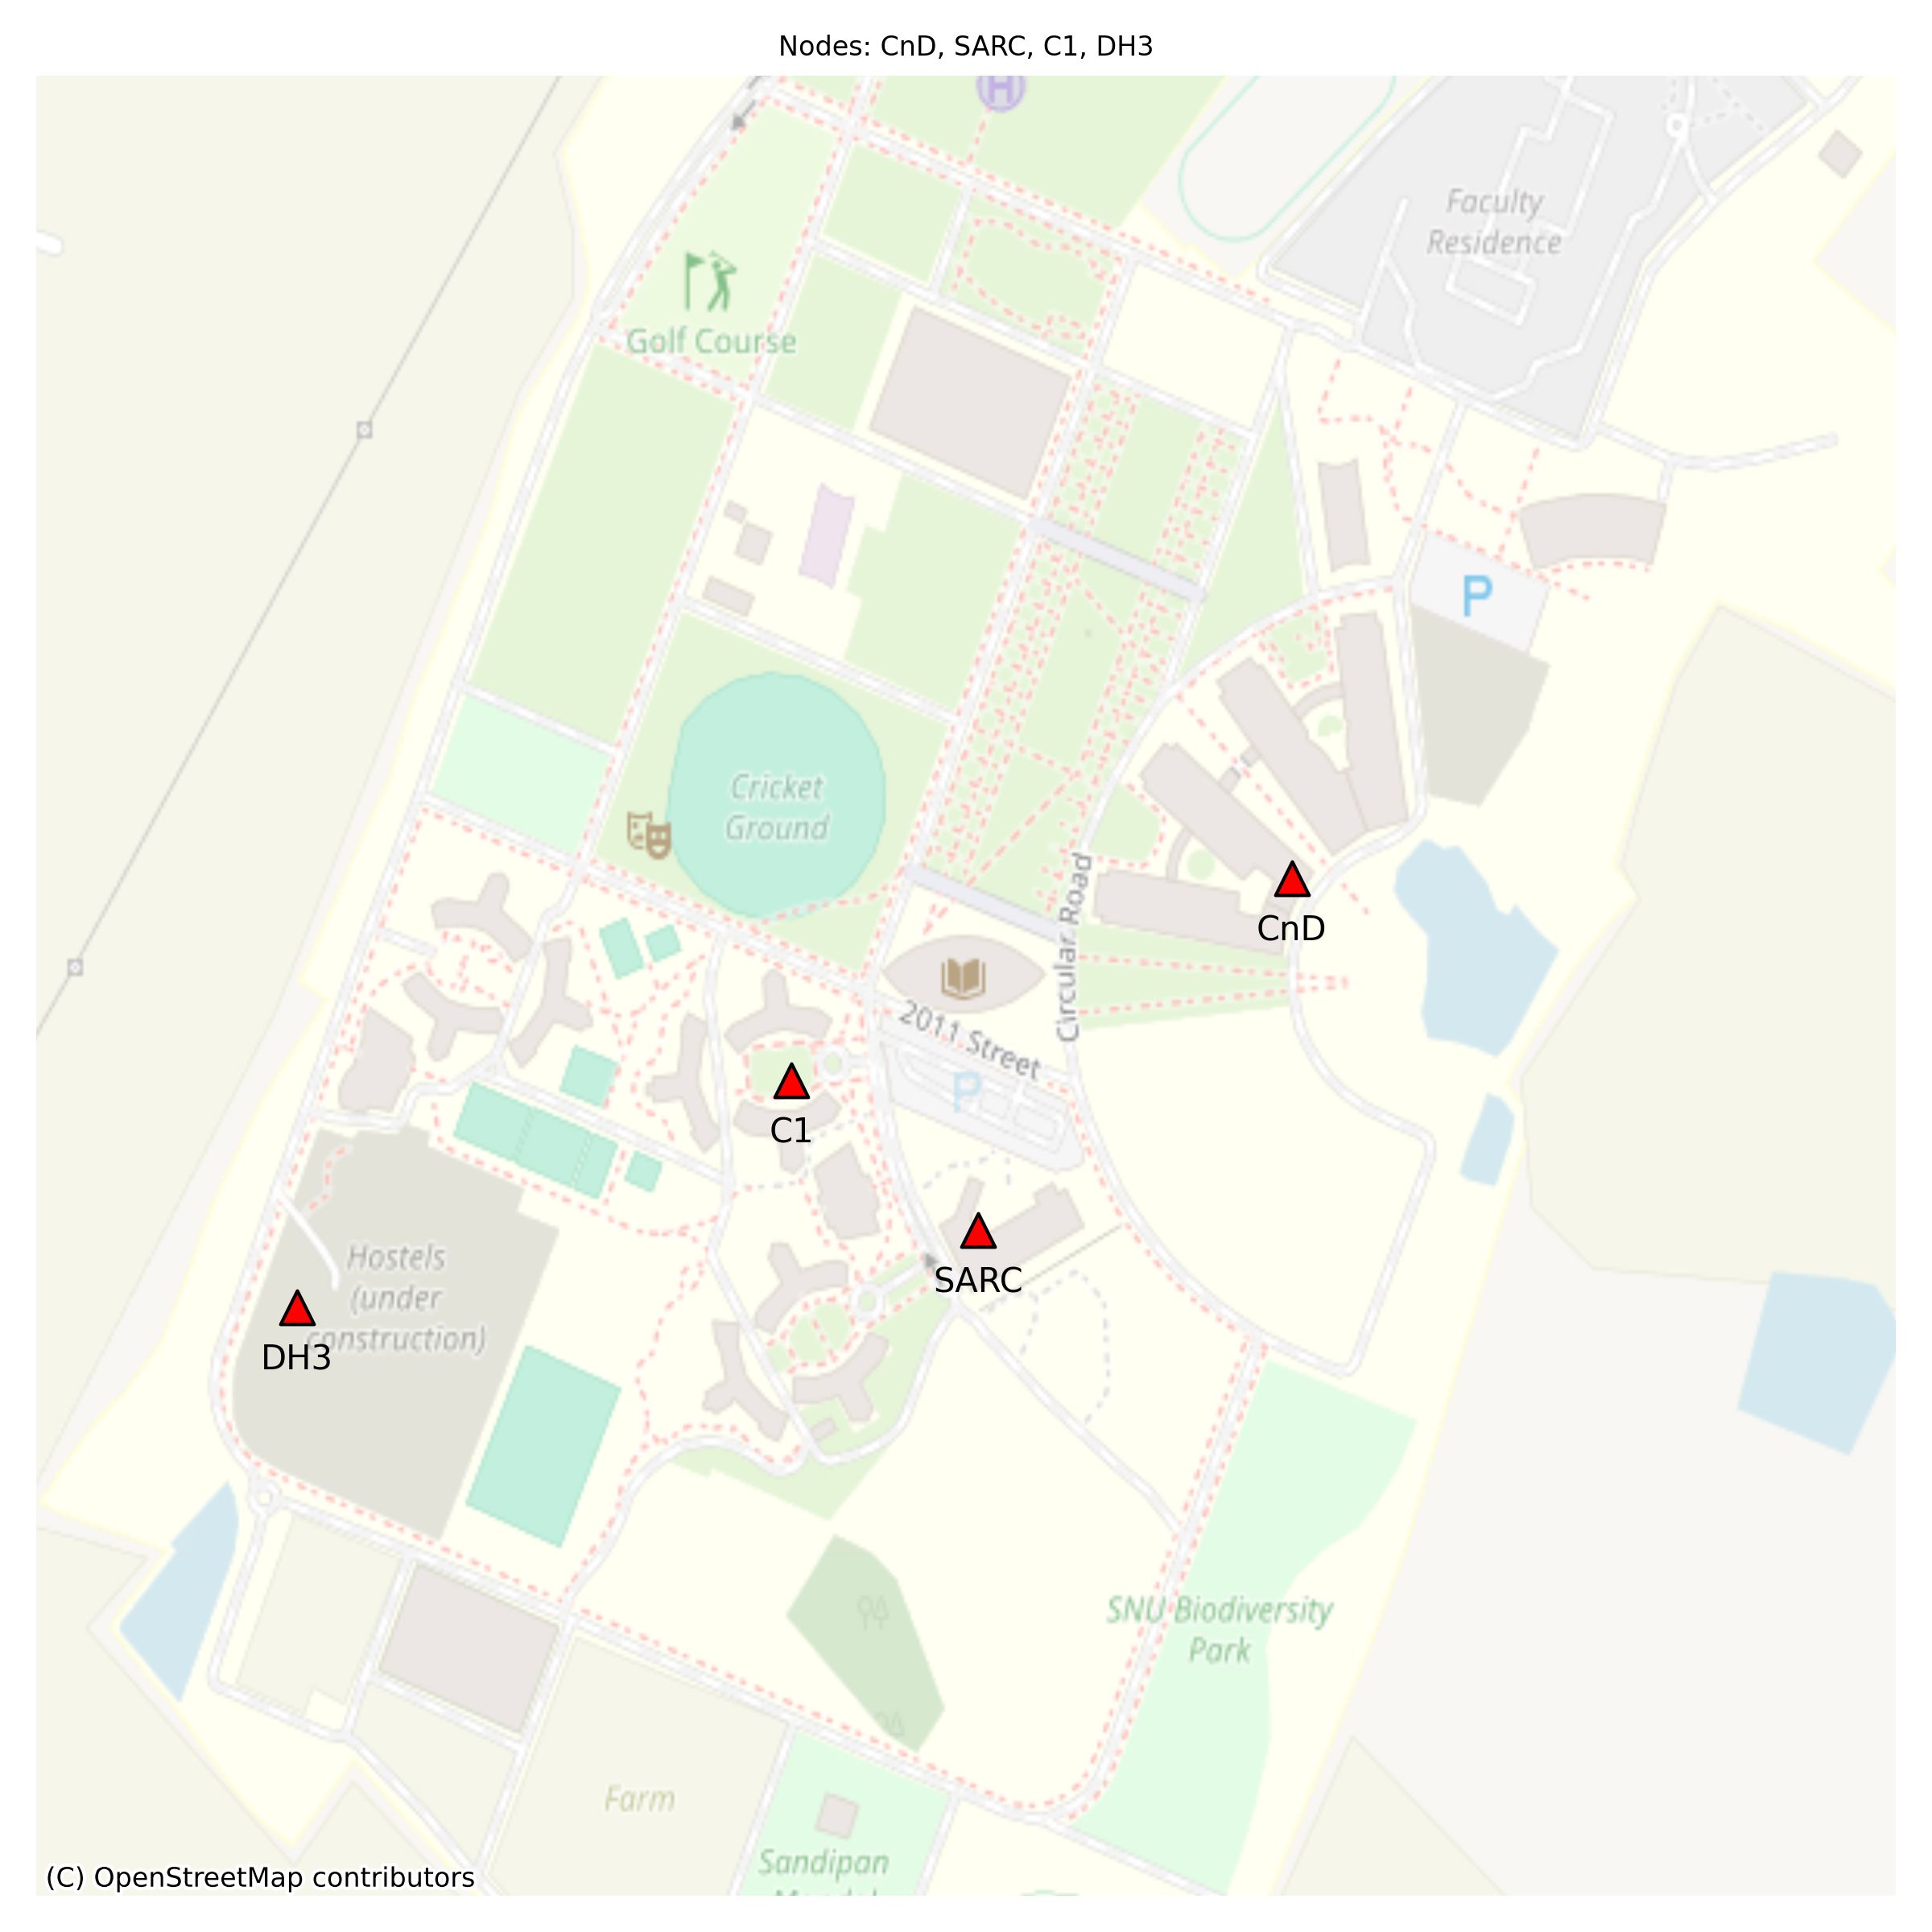 Nodes: CnD, SARC, C1, DH3
H
Faculty
Residence
Golf Course
P
Cricket
Ground
Circular Road
CnD
2011 Street
P
C1
SARC
Hostels
(under
construction)
DH3
SNU Biodiversity
Park
Farm
Sandipan
(C) OpenStreetMap contributors